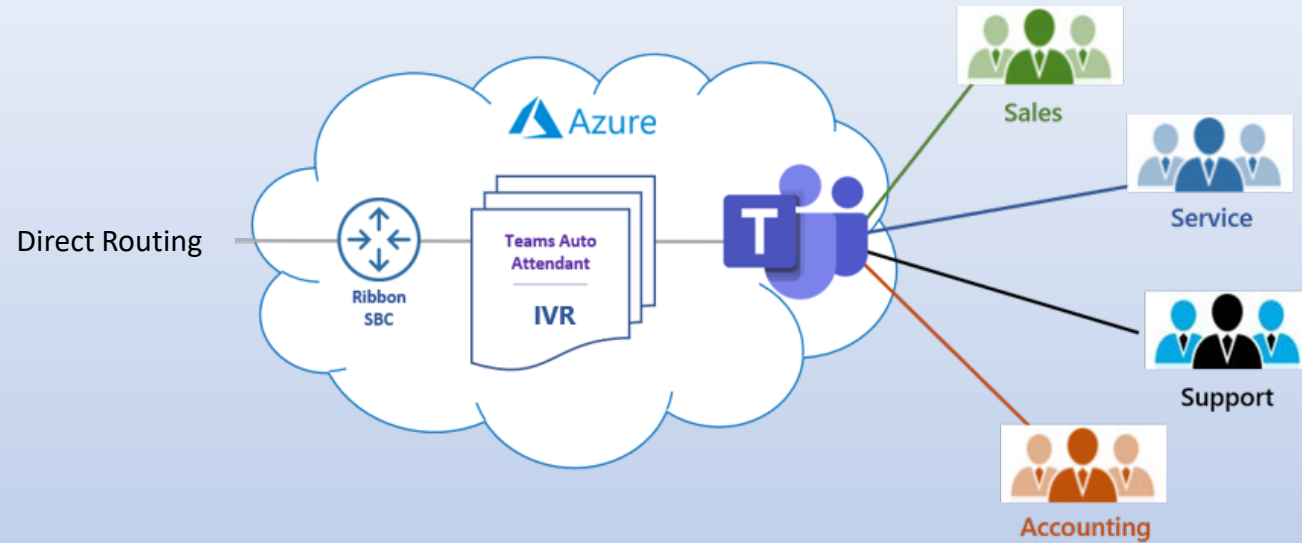 Azure
Sales
Service
Direct Routing
Teams Auto
Attendant
IVR
Ribbon
SBC
T
Support
Accounting